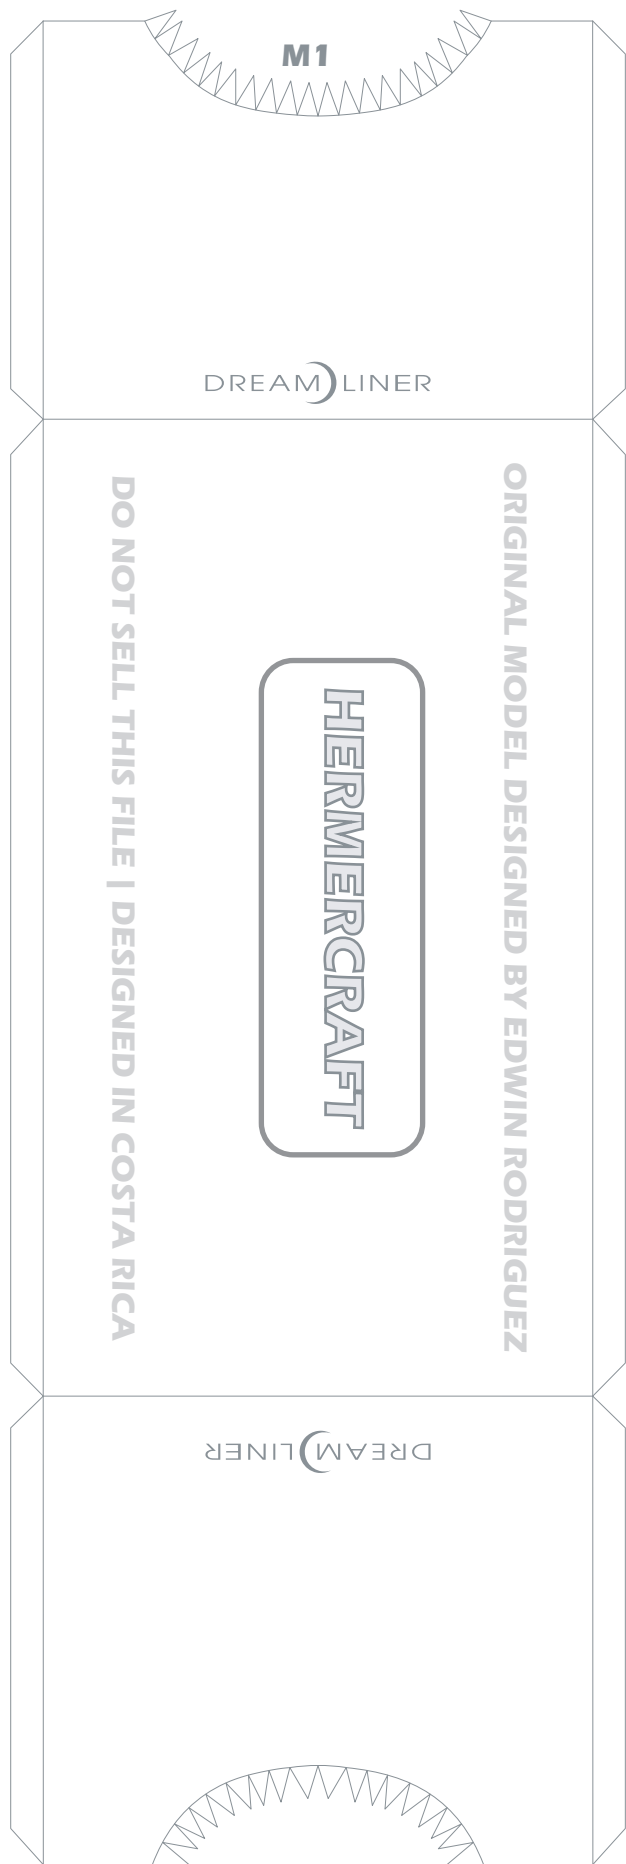 M1
DREAMLINER
ORIGINAL MODEL DESIGNED BY EDWIN RODRIGUEZ
HERMERCRAFT
DO NOT SELL THIS FILE | DESIGNED IN COSTA RICA
DREAMLINER